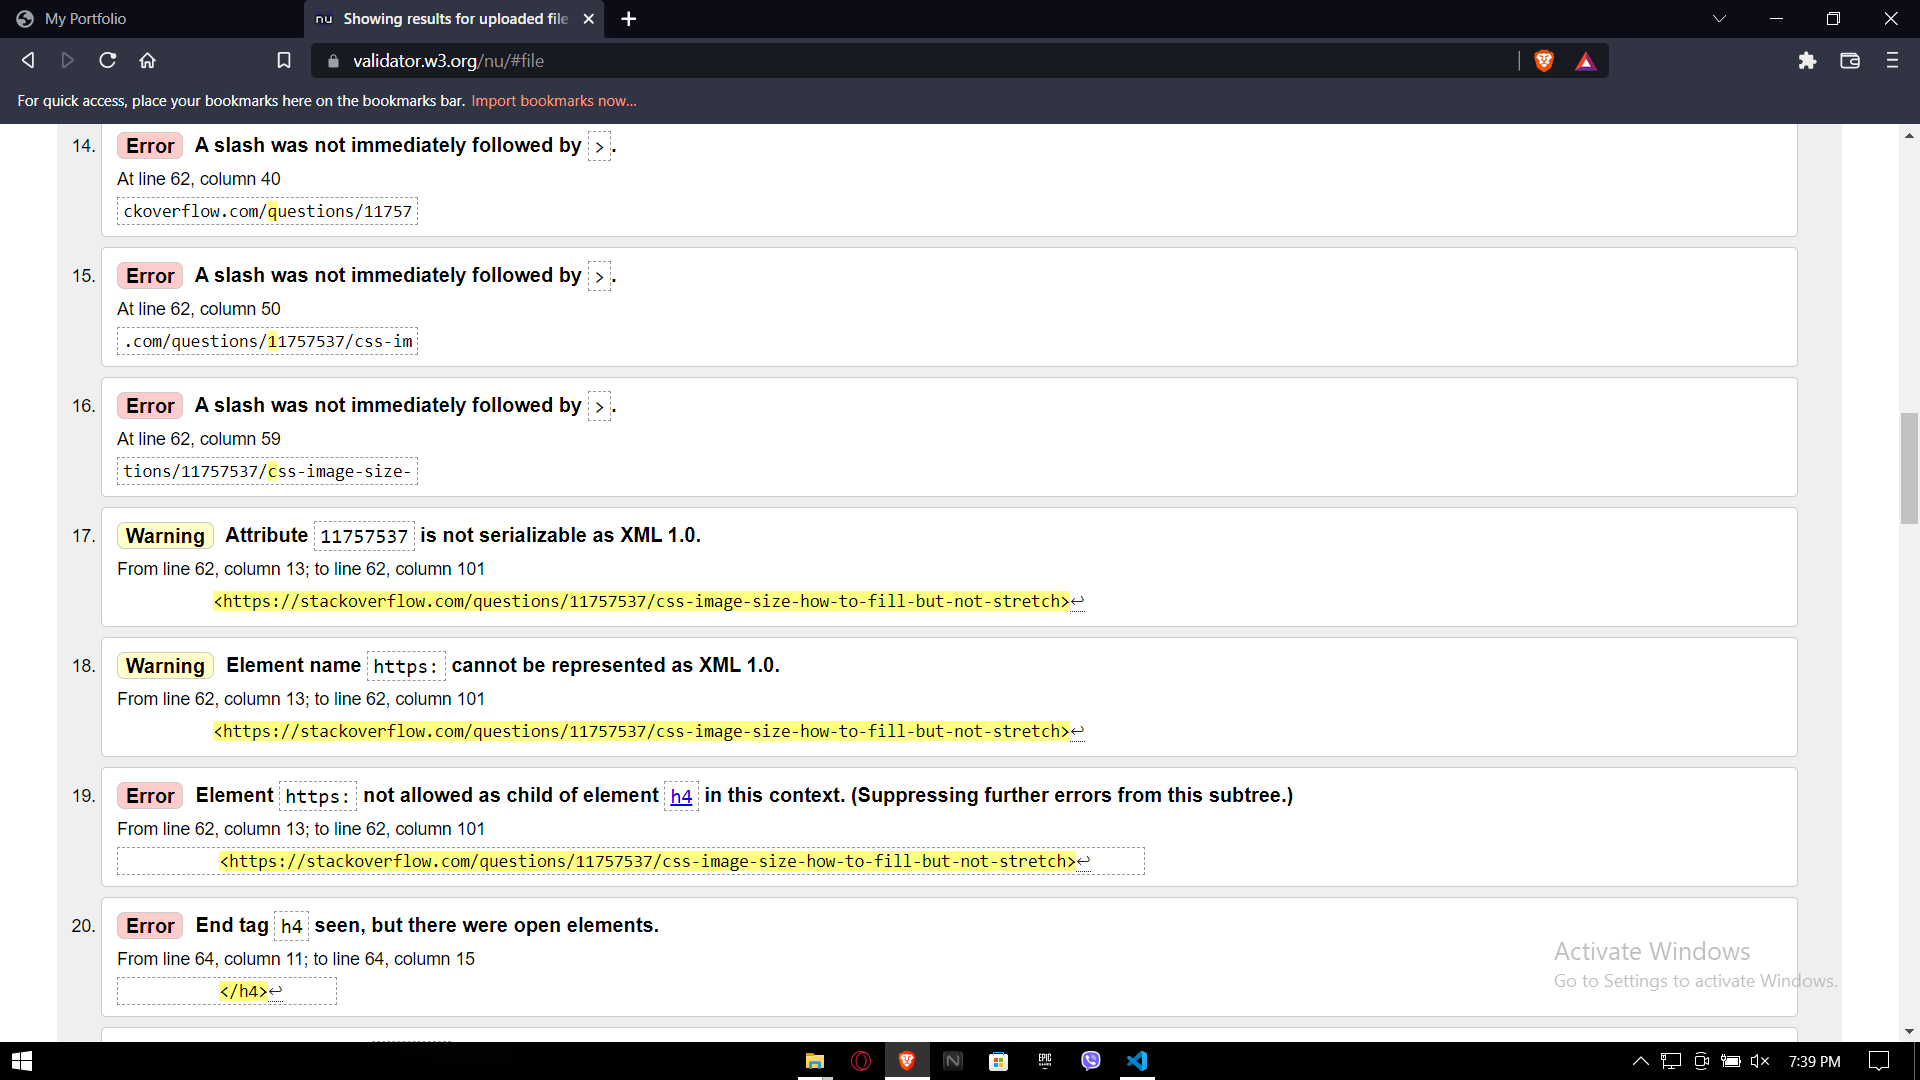 My Portfolio
nu Showing results for uploaded file
validator.w3.org/nu/#file
For quick access, place your bookmarks here on the bookmarks bar. Import bookmarks now...
14. Error A slash was not immediately followed by >.
At line 62, column 40
ckoverflow.com/questions/11757
15. Error A slash was not immediately followed by >.
At line 62, column 50
.com/questions/11757537/css-im
16. Error A slash was not immediately followed by >.
At line 62, column 59
tions/11757537/css-image-size-
17. Warning Attribute 11757537 is not serializable as XML 1.0.
From line 62, column 13; to line 62, column 101
<https://stackoverflow.com/questions/11757537/css-image-size-how-to-fill-but-not-stretch>↩
18. Warning Element name https: cannot be represented as XML 1.0.
From line 62, column 13; to line 62, column 101
<https://stackoverflow.com/questions/11757537/css-image-size-how-to-fill-but-not-stretch>↩
19. Error Element https: not allowed as child of element h4 in this context. (Suppressing further errors from this subtree.)
From line 62, column 13; to line 62, column 101
<https://stackoverflow.com/questions/11757537/css-image-size-how-to-fill-but-not-stretch>↩
20. Error End tag h4 seen, but there were open elements.
From line 64, column 11; to line 64, column 15
</h4>↩
Activate Windows
Go to Settings to activate Windows.
N
EPIC
GAMES
7:39 PM